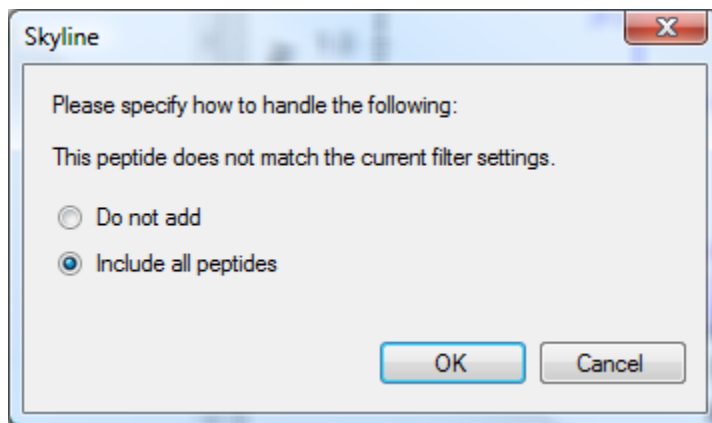 Skyline
Please specify how to handle the following:
This peptide does not match the current filter settings.
Do not add
Include all peptides
OK
Cancel